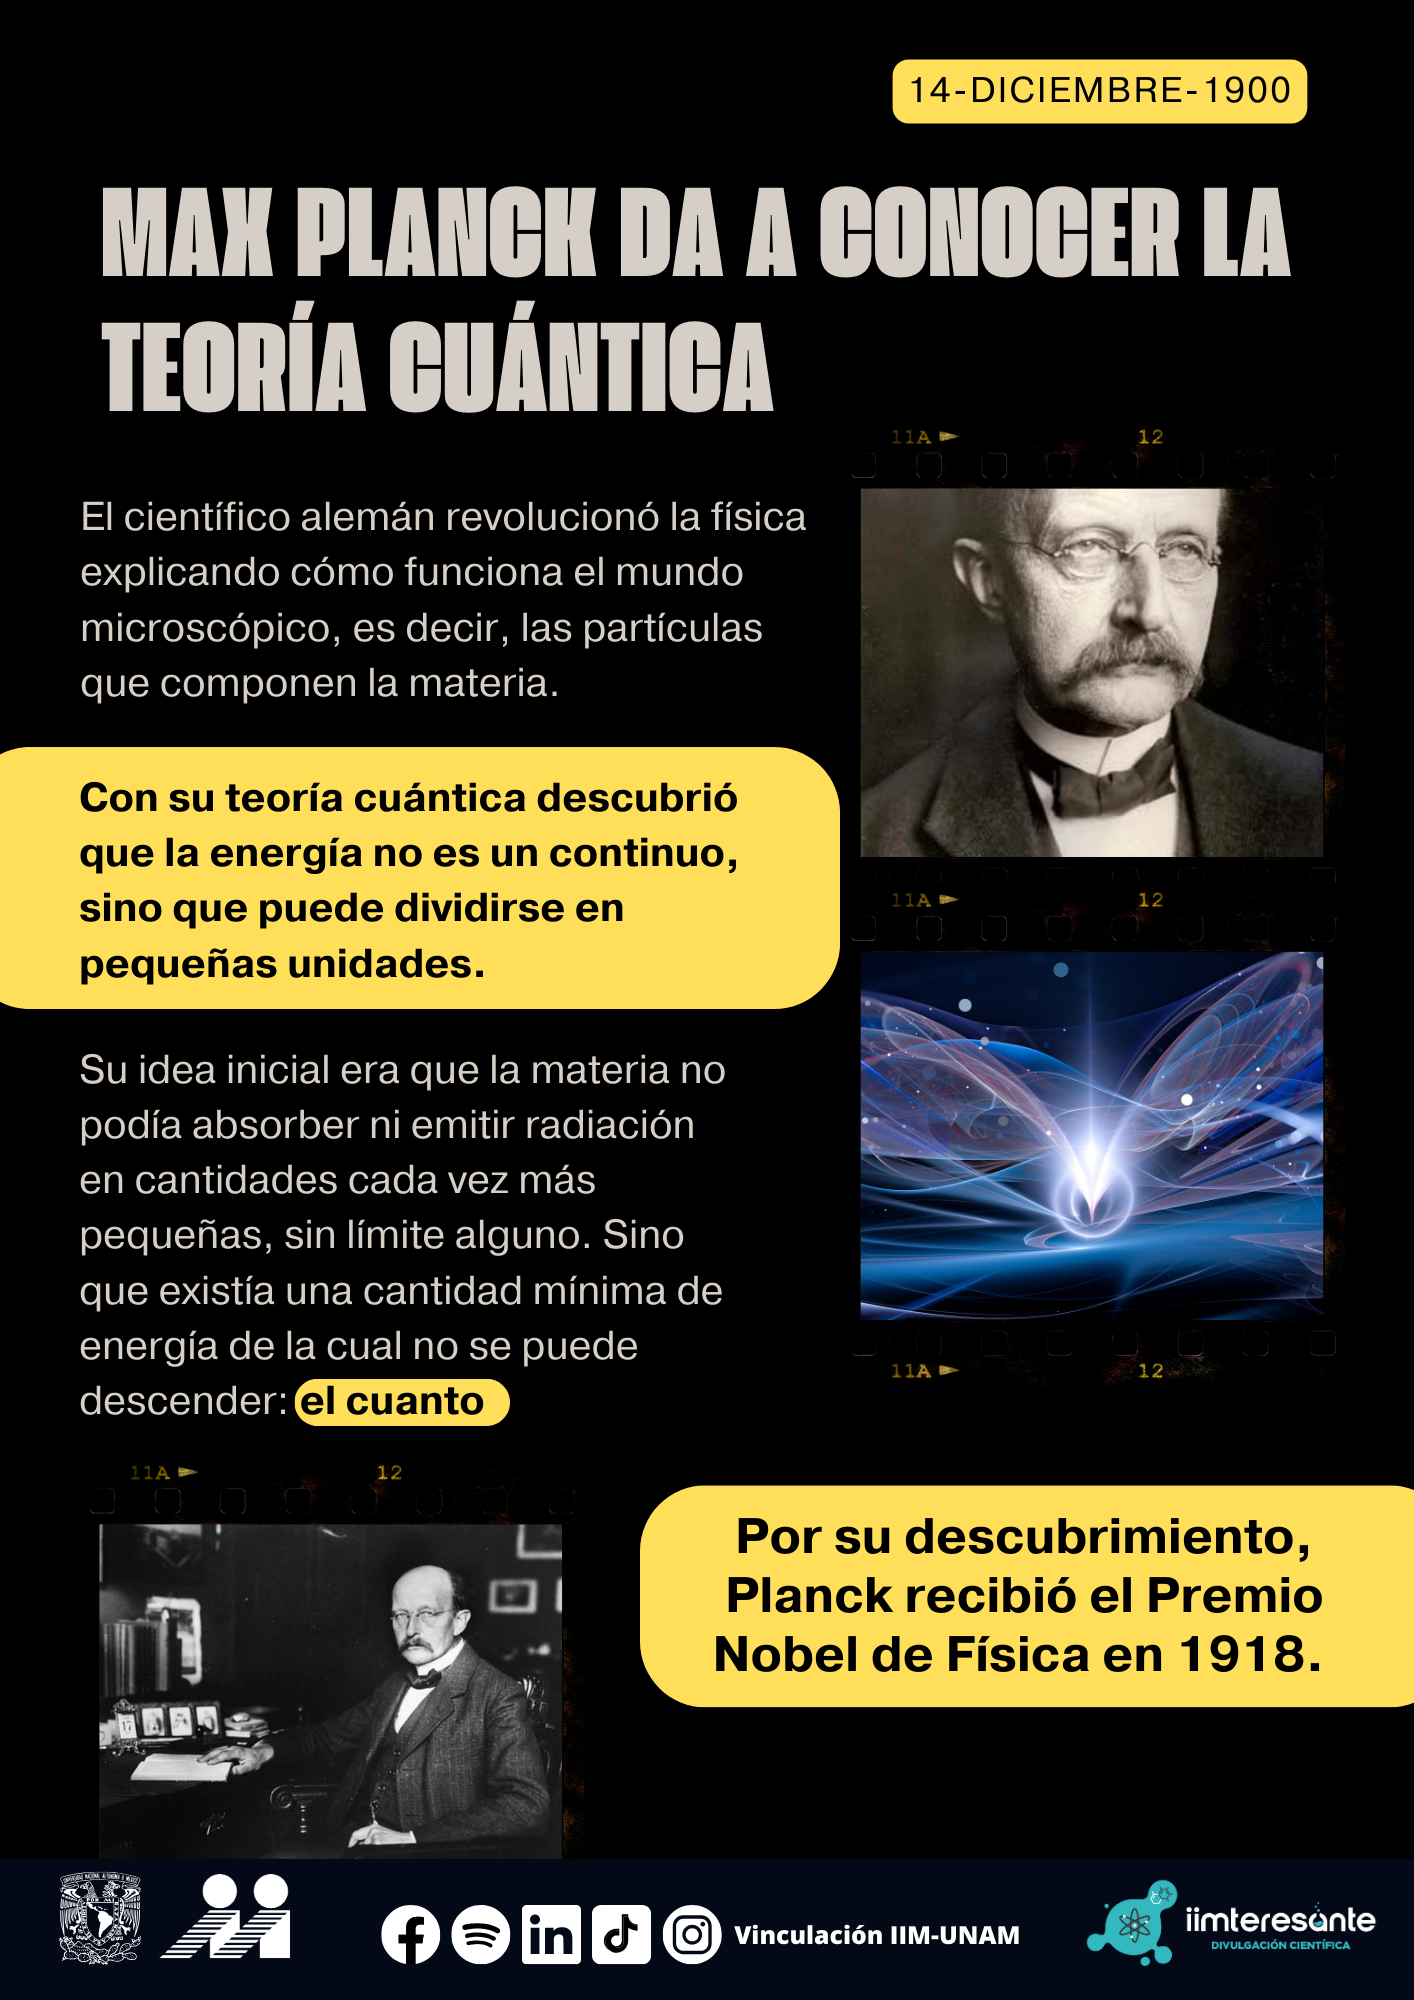 14-DICIEMBRE-1900
MAX PLANCK DA A CONOCER LA
TEORÍA CUÁNTICA
El científico alemán revolucionó la física
explicando cómo funciona el mundo
microscópico, es decir, las partículas
que componen la materia.
11A 12
Con su teoría cuántica descubrió
que la energía no es un continuo,
sino que puede dividirse en
pequeñas unidades.
11A 12
Su idea inicial era que la materia no
podía absorber ni emitir radiación
en cantidades cada vez más
pequeñas, sin límite alguno. Sino
que existía una cantidad mínima de
energía de la cual no se puede
descender: el cuanto
11A 12
11A 12
Por su descubrimiento,
Planck recibió el Premio
Nobel de Física en 1918.
17
Vinculación IIM-UNAM
iimteresante
DIVULGACIÓN CIENTÍFICA